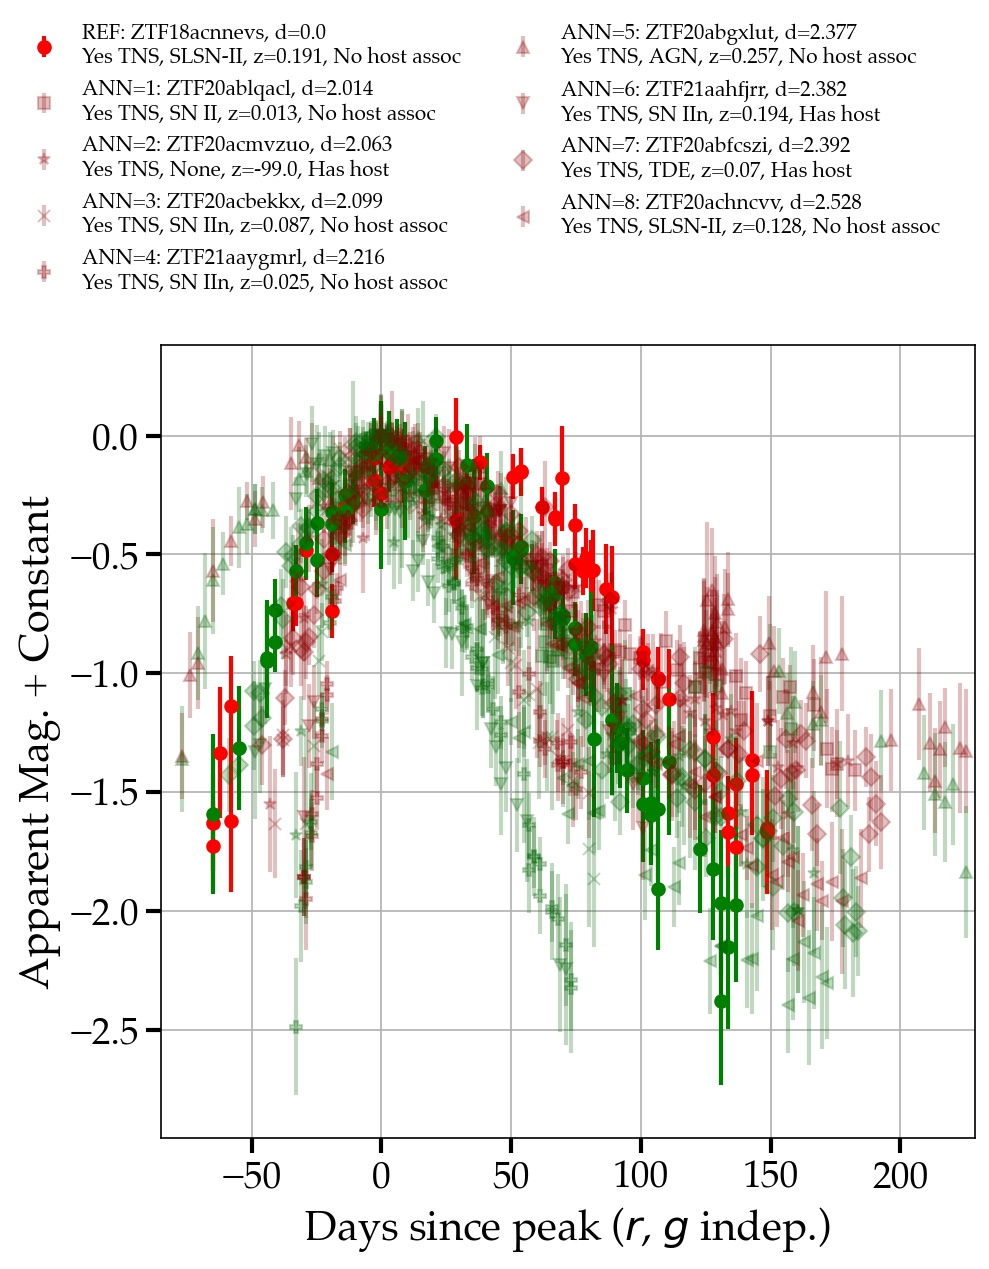 REF: ZTF18acnnevs, d=0.0
Yes TNS, SLSN-II, z=0.191, No host assoc
ANN=1: ZTF20ablqacl, d=2.014
Yes TNS, SN II, z=0.013, No host assoc
ANN=2: ZTF20acmvzuo, d=2.063
Yes TNS, None, z=-99.0, Has host
ANN=3: ZTF20acbekkx, d=2.099
Yes TNS, SN IIn, z=0.087, No host assoc
ANN=4: ZTF21aaygmrl, d=2.216
Yes TNS, SN IIn, z=0.025, No host assoc
ANN=5: ZTF20abgxlut, d=2.377
Yes TNS, AGN, z=0.257, No host assoc
ANN=6: ZTF21aahfjrr, d=2.382
Yes TNS, SN IIn, z=0.194, Has host
ANN=7: ZTF20abfcszi, d=2.392
Yes TNS, TDE, z=0.07, Has host
ANN=8: ZTF20achncvv, d=2.528
Yes TNS, SLSN-II, z=0.128, No host assoc
Apparent Mag. + Constant
0.0
−0.5
−1.0
−1.5
−2.0
−2.5
−50 0 50 100 150 200
Days since peak (r, g indep.)